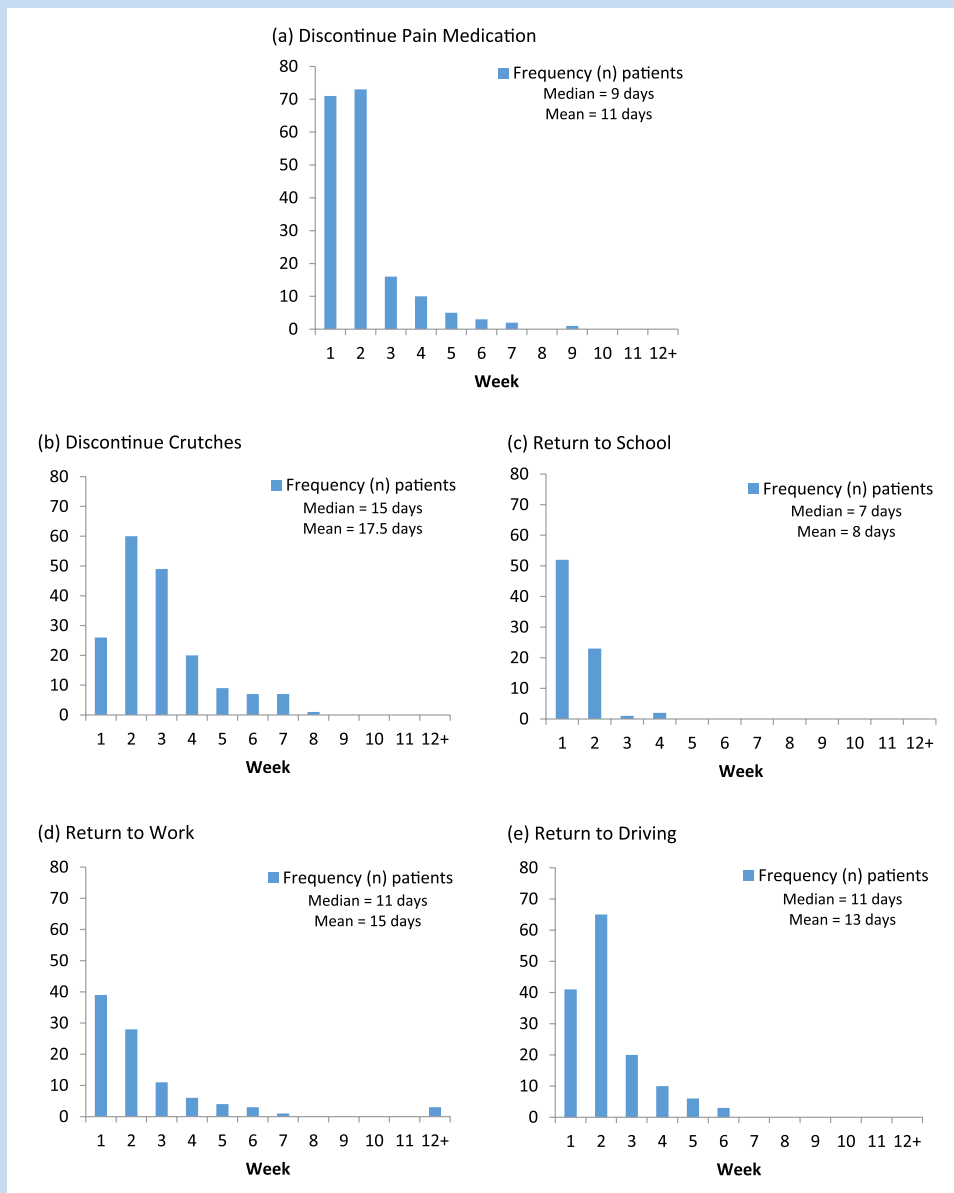 (a) Discontinue Pain Medication
Frequency (n) patients
Median = 9 days
Mean = 11 days
80
70
60
50
40
30
20
10
0
1 2 3 4 5 6 7 8 9 10 11 12+
Week
(b) Discontinue Crutches
Frequency (n) patients
Median = 15 days
Mean = 17.5 days
80
70
60
50
40
30
20
10
0
1 2 3 4 5 6 7 8 9 10 11 12+
Week
(c) Return to School
Frequency (n) patients
Median = 7 days
Mean = 8 days
80
70
60
50
40
30
20
10
0
1 2 3 4 5 6 7 8 9 10 11 12+
Week
(d) Return to Work
Frequency (n) patients
Median = 11 days
Mean = 15 days
80
70
60
50
40
30
20
10
0
1 2 3 4 5 6 7 8 9 10 11 12+
Week
(e) Return to Driving
Frequency (n) patients
Median = 11 days
Mean = 13 days
80
70
60
50
40
30
20
10
0
1 2 3 4 5 6 7 8 9 10 11 12+
Week